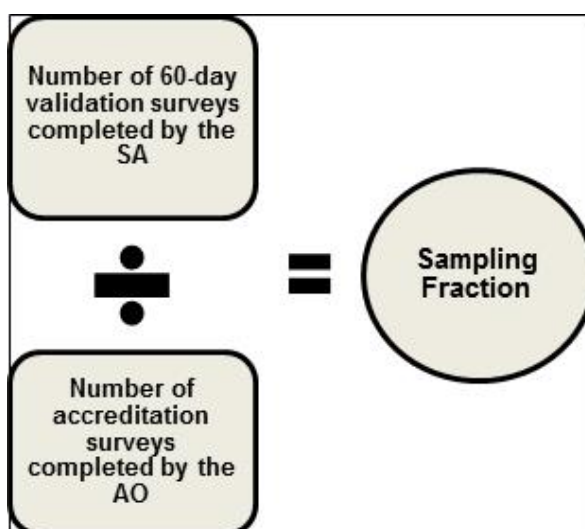 Number of 60-day
validation surveys
completed by the
SA
÷
=
Sampling
Fraction
Number of
accreditation
surveys
completed by the
AO